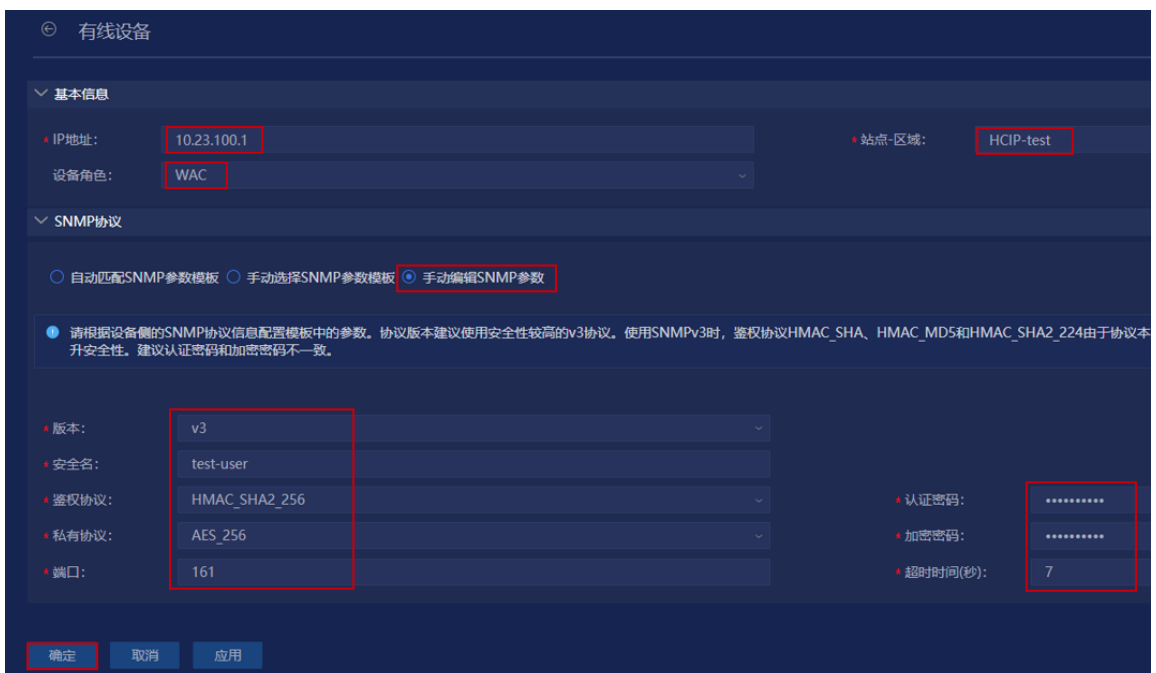 有线设备
基本信息
* IP地址: 10.23.100.1 * 站点-区域: HCIP-test
设备角色: WAC
SNMP协议
自动匹配SNMP参数模板 手动选择SNMP参数模板 手动编辑SNMP参数
请根据设备侧的SNMP协议信息配置模板中的参数。协议版本建议使用安全性较高的v3协议。使用SNMPv3时，鉴权协议HMAC_SHA、HMAC_MD5和HMAC_SHA2_224由于协议本
升安全性。建议认证密码和加密密码不一致。
* 版本: v3
* 安全名: test-user
* 鉴权协议: HMAC_SHA2_256 * 认证密码: ••••••••••
* 私有协议: AES_256 * 加密密码: ••••••••••
* 端口: 161 * 超时时间(秒): 7
确定 取消 应用